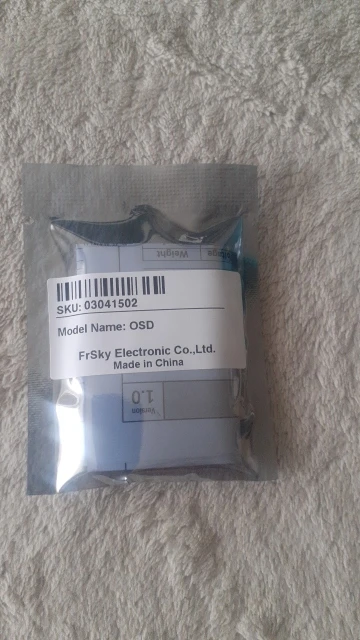 Weight
SKU: 03041502
Model Name: OSD
FrSky Electronic Co.,Ltd.
Made in China
Version
1.0